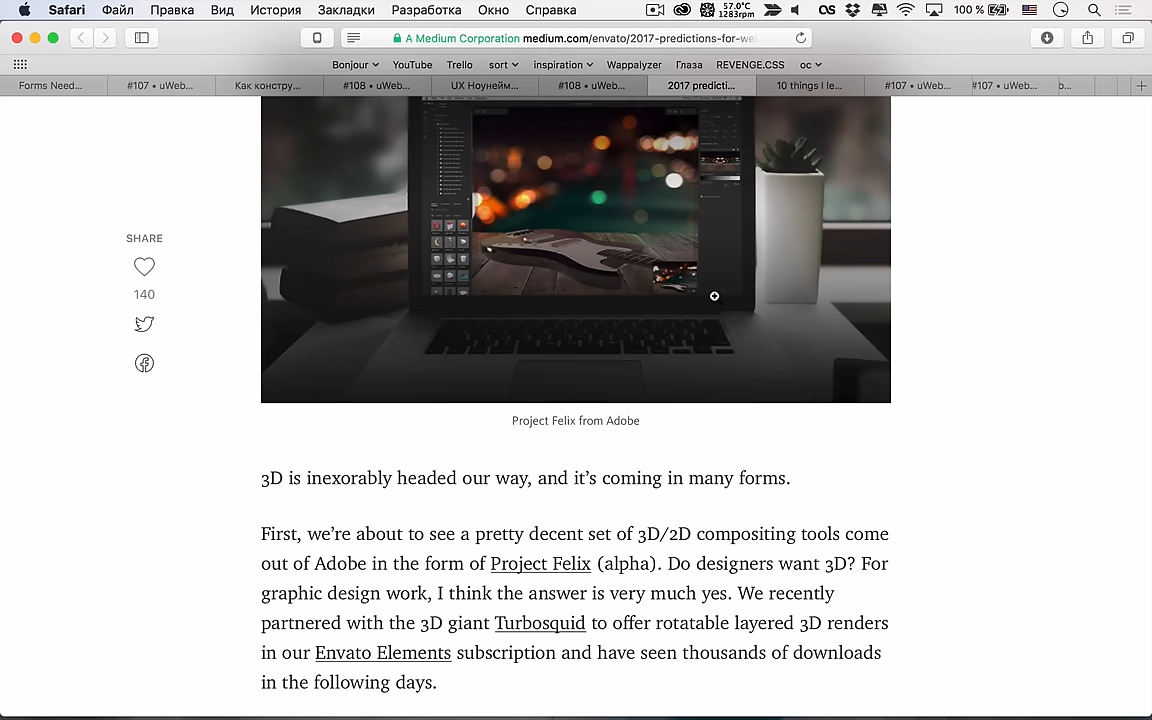 Safari Файл Правка Вид История Закладки Разработка Окно Справка 57.0°C 1283rpm 100 %
A Medium Corporation medium.com/envato/2017-predictions-for-we
Bonjour YouTube Trello sort inspiration Wappalyzer Глаза REVENGE.CSS ос
Forms Need... #107 • uWeb... Как констру... #108 • uWeb... UX Ноунейм... #108 • uWeb... 2017 predicti... 10 things I le... #107 • uWeb... #107 • uWeb...
SHARE
140
Project Felix from Adobe
3D is inexorably headed our way, and it’s coming in many forms.
First, we’re about to see a pretty decent set of 3D/2D compositing tools come
out of Adobe in the form of Project Felix (alpha). Do designers want 3D? For
graphic design work, I think the answer is very much yes. We recently
partnered with the 3D giant Turbosquid to offer rotatable layered 3D renders
in our Envato Elements subscription and have seen thousands of downloads
in the following days.